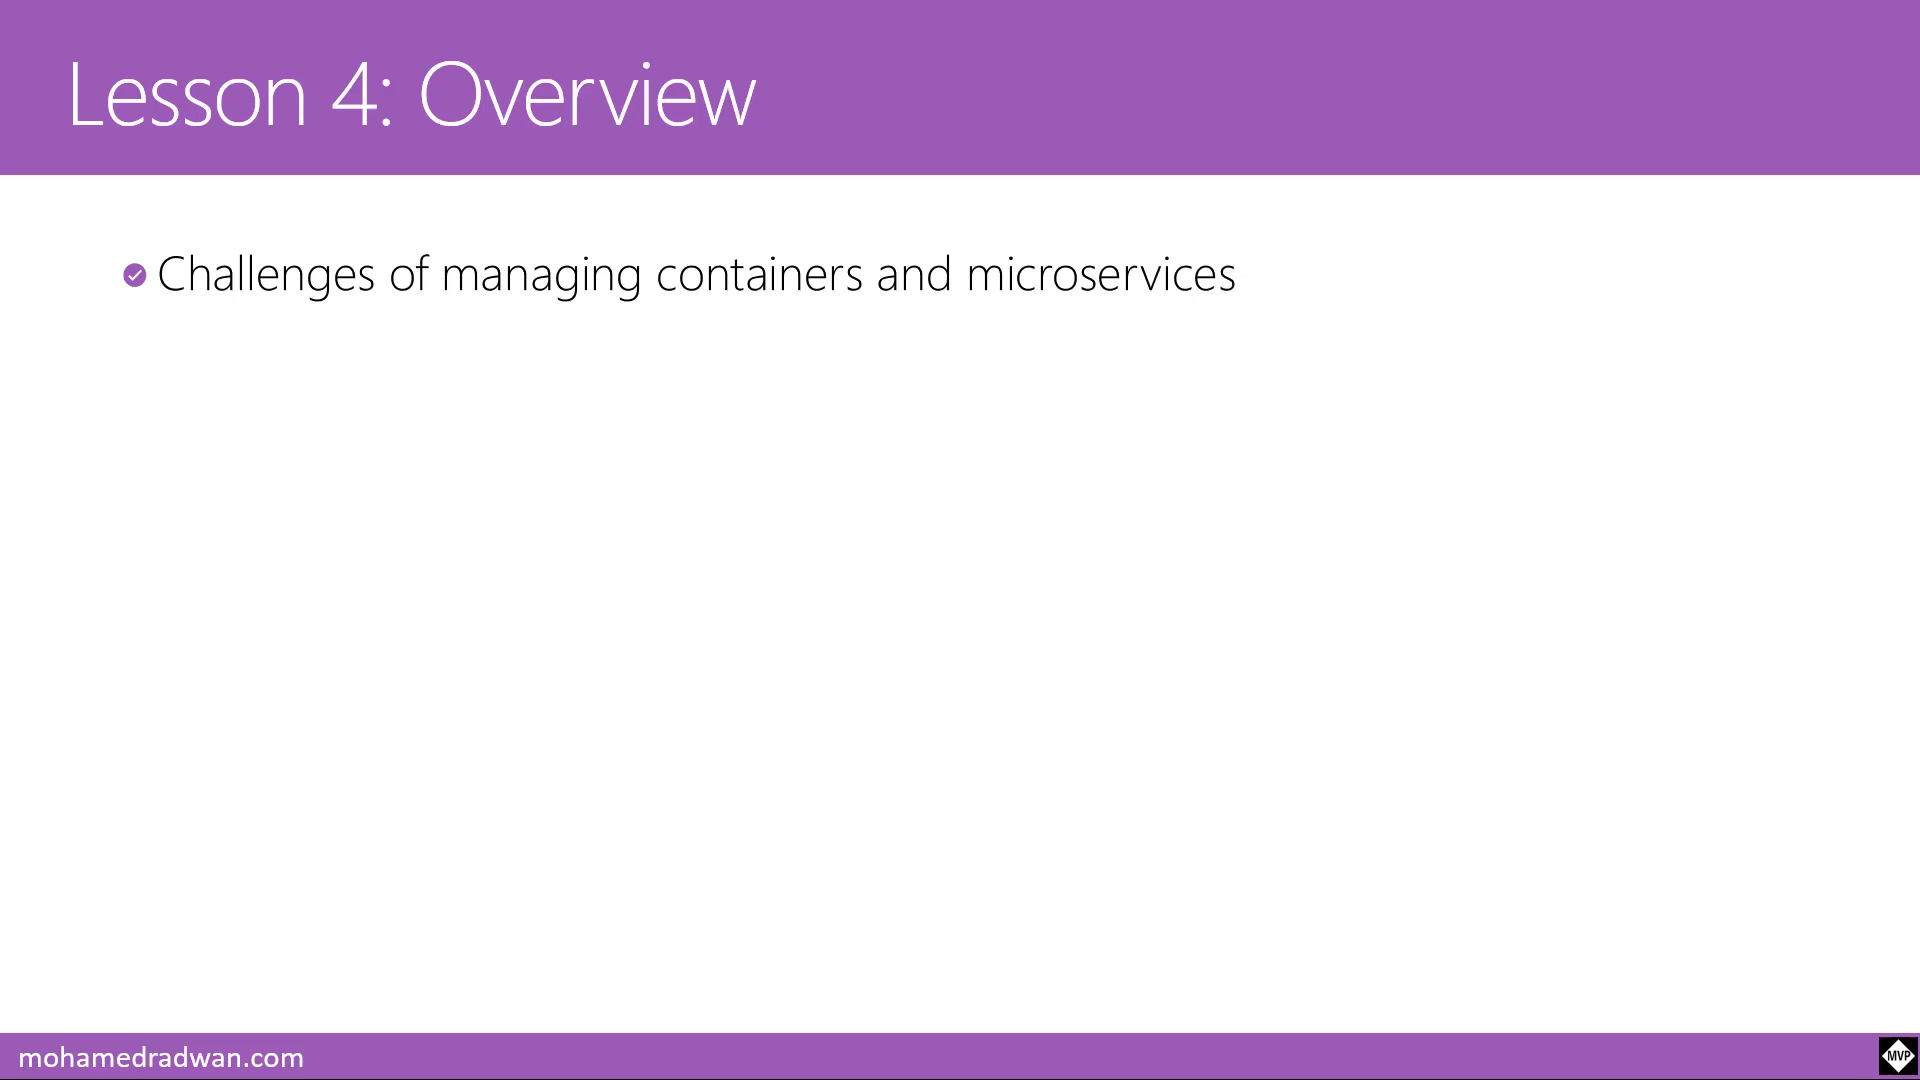 Lesson 4: Overview
Challenges of managing containers and microservices
mohamedradwan.com
MVP